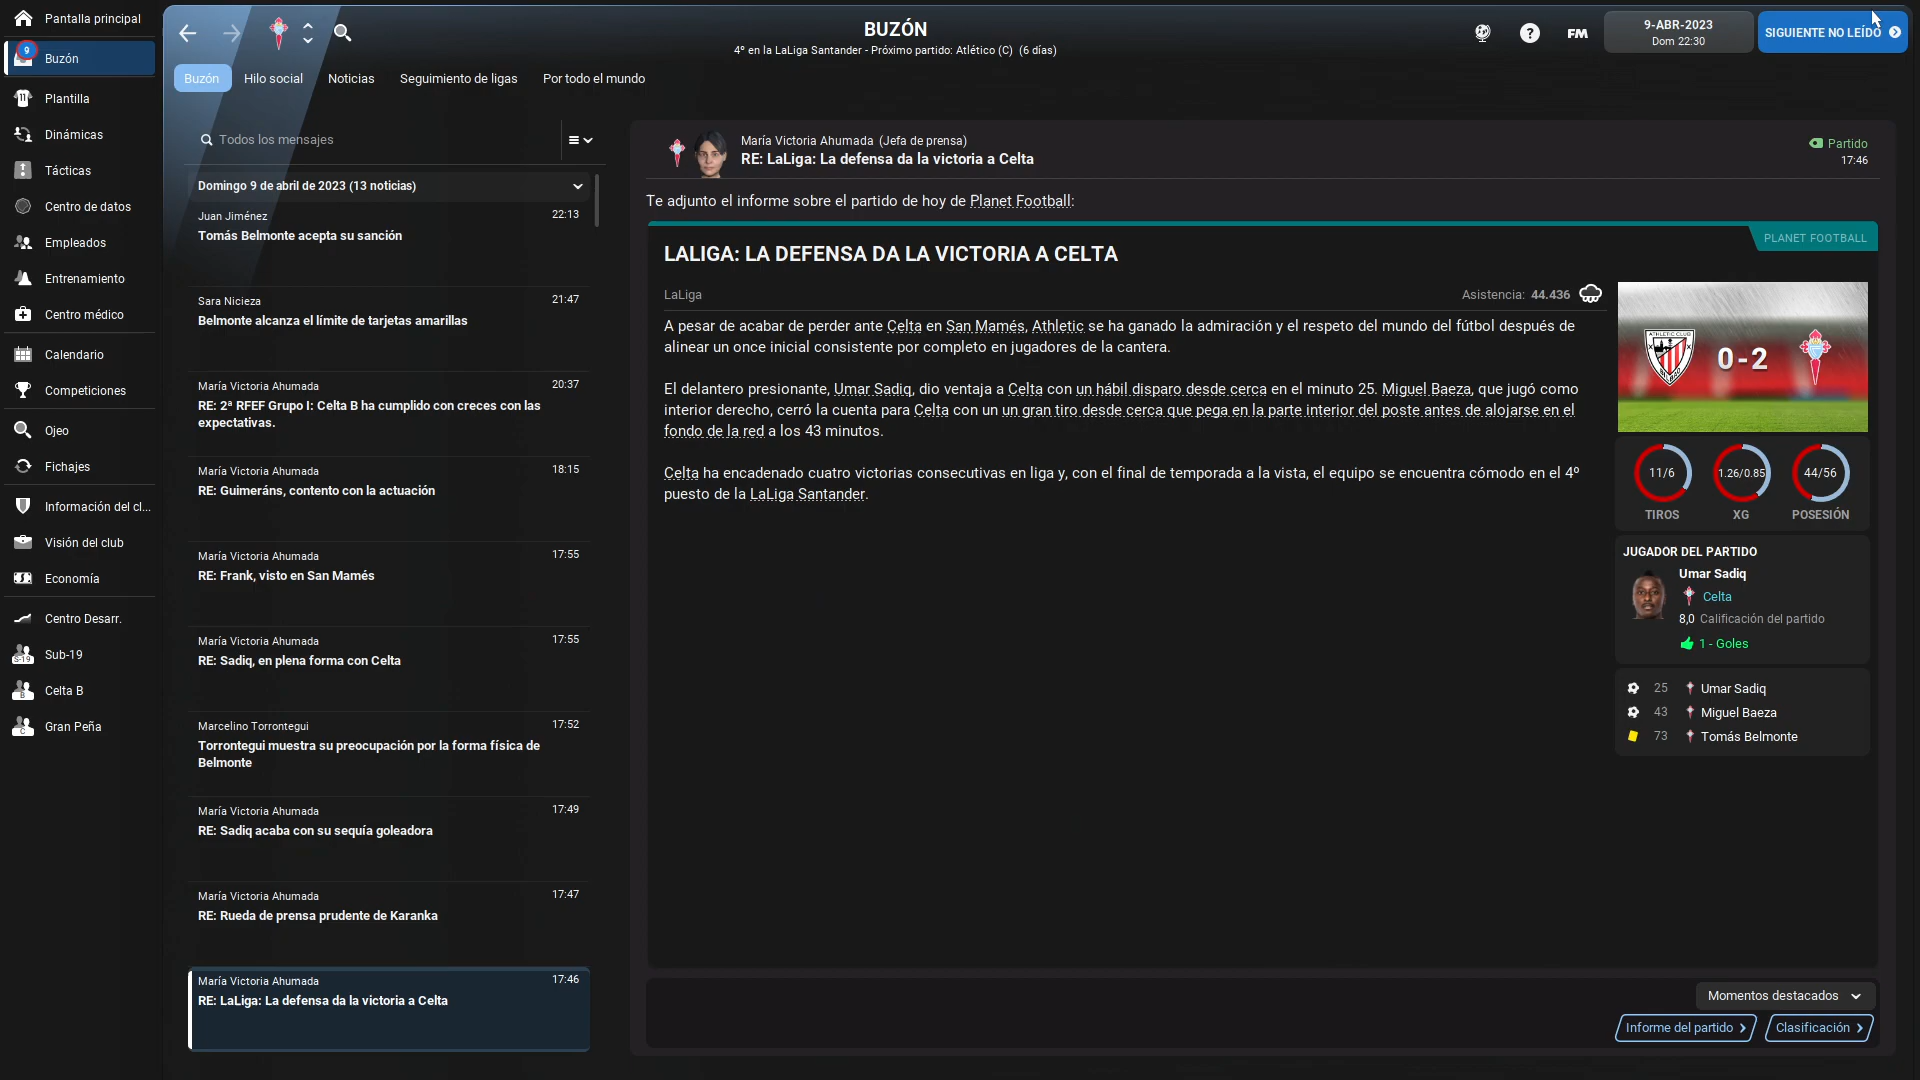 Pantalla principal
9
Buzón
Plantilla
Dinámicas
Tácticas
Centro de datos
Empleados
Entrenamiento
Centro médico
Calendario
Competiciones
Ojeo
Fichajes
Información del cl...
Visión del club
Economía
Centro Desarr.
S-19
Sub-19
B
Celta B
C
Gran Peña
BUZÓN
4º en la LaLiga Santander - Próximo partido: Atlético (C) (6 días)
?
FM
9-ABR-2023
Dom 22:30
SIGUIENTE NO LEÍDO
Buzón
Hilo social
Noticias
Seguimiento de ligas
Por todo el mundo
Todos los mensajes
Domingo 9 de abril de 2023 (13 noticias)
Juan Jiménez 22:13
Tomás Belmonte acepta su sanción
Sara Nicieza 21:47
Belmonte alcanza el límite de tarjetas amarillas
María Victoria Ahumada 20:37
RE: 2ª RFEF Grupo I: Celta B ha cumplido con creces con las
expectativas.
María Victoria Ahumada 18:15
RE: Guimeráns, contento con la actuación
María Victoria Ahumada 17:55
RE: Frank, visto en San Mamés
María Victoria Ahumada 17:55
RE: Sadiq, en plena forma con Celta
Marcelino Torrontegui 17:52
Torrontegui muestra su preocupación por la forma física de
Belmonte
María Victoria Ahumada 17:49
RE: Sadiq acaba con su sequía goleadora
María Victoria Ahumada 17:47
RE: Rueda de prensa prudente de Karanka
María Victoria Ahumada 17:46
RE: LaLiga: La defensa da la victoria a Celta
María Victoria Ahumada (Jefa de prensa)
RE: LaLiga: La defensa da la victoria a Celta
Partido
17:46
Te adjunto el informe sobre el partido de hoy de Planet Football:
PLANET FOOTBALL
LALIGA: LA DEFENSA DA LA VICTORIA A CELTA
LaLiga
Asistencia: 44.436
A pesar de acabar de perder ante Celta en San Mamés, Athletic se ha ganado la admiración y el respeto del mundo del fútbol después de
alinear un once inicial consistente por completo en jugadores de la cantera.
El delantero presionante, Umar Sadiq, dio ventaja a Celta con un hábil disparo desde cerca en el minuto 25. Miguel Baeza, que jugó como
interior derecho, cerró la cuenta para Celta con un un gran tiro desde cerca que pega en la parte interior del poste antes de alojarse en el
fondo de la red a los 43 minutos.
Celta ha encadenado cuatro victorias consecutivas en liga y, con el final de temporada a la vista, el equipo se encuentra cómodo en el 4º
puesto de la LaLiga Santander.
ATHLETIC CLUB
0 - 2
11/6
1.26/0.85
44/56
TIROS
XG
POSESIÓN
JUGADOR DEL PARTIDO
Umar Sadiq
Celta
8,0 Calificación del partido
1 - Goles
25 Umar Sadiq
43 Miguel Baeza
73 Tomás Belmonte
Momentos destacados
Informe del partido
Clasificación